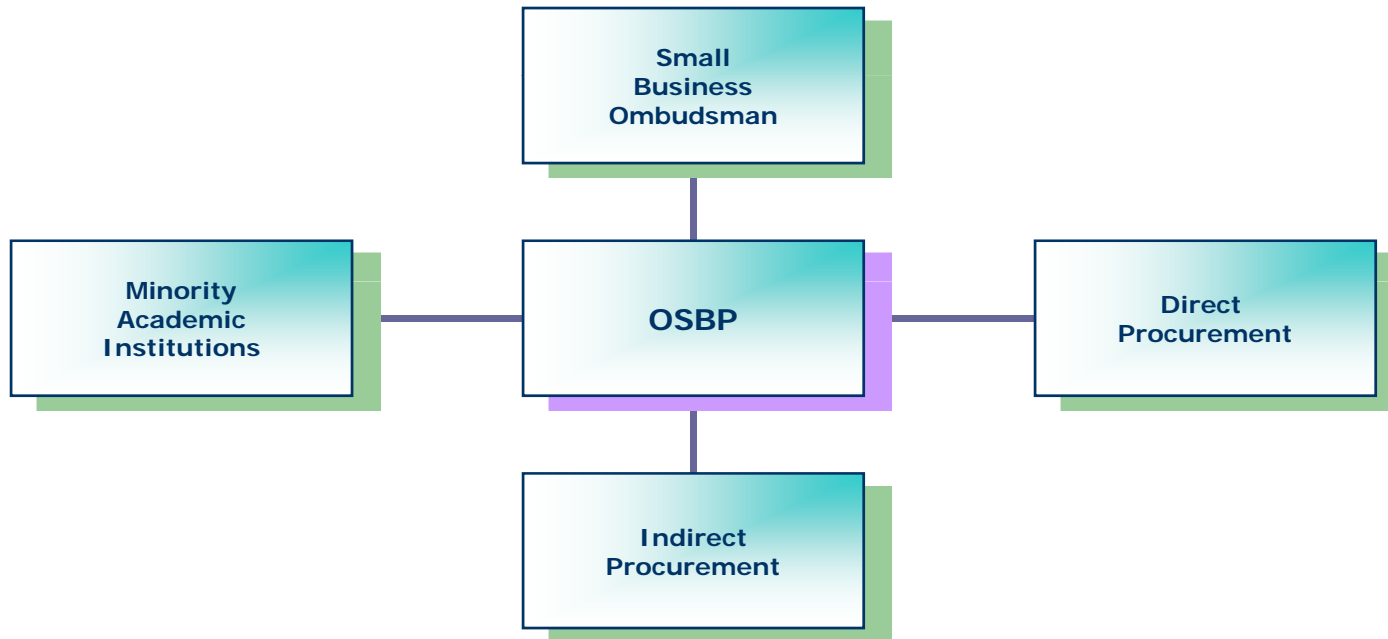 Small
Business
Ombudsman
Minority
Academic
Institutions
OSBP
Direct
Procurement
Indirect
Procurement